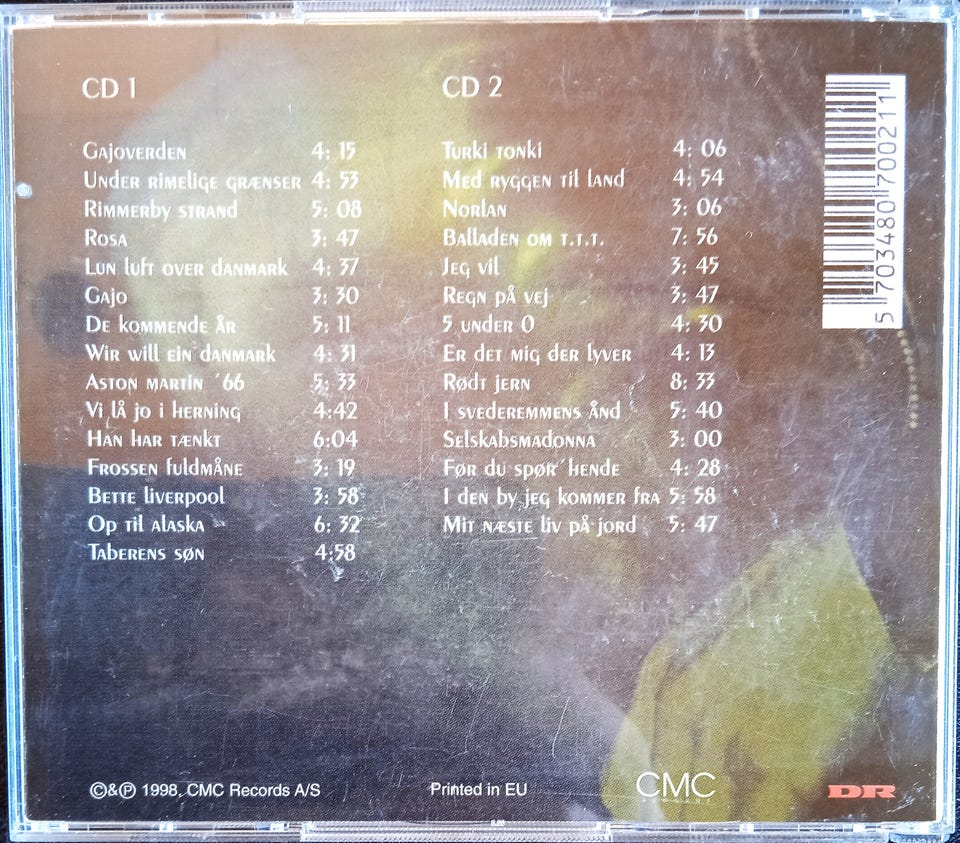 CD 1
Gajoverden 4: 15
Under rimelige grænser 4: 53
Rimmerby strand 5: 08
Rosa 3: 47
Lun luft over danmark 4: 37
Gajo 3: 30
De kommende år 5: 11
Wir will ein danmark 4: 31
Aston martin ´66 5: 33
Vi lå jo i herning 4:42
Han har tænkt 6:04
Frossen fuldmåne 3: 19
Bette liverpool 3: 58
Op til alaska 6: 32
Taberens søn 4:58
CD 2
Turki tonki 4: 06
Med ryggen til land 4: 54
Norlan 3: 06
Balladen om t.t.t. 7: 56
Jeg vil 3: 45
Regn på vej 3: 47
5 under 0 4: 30
Er det mig der lyver 4: 13
Rødt jern 8: 33
I svederemmens ånd 5: 40
Selskabsmadonna 3: 00
Før du spør´hende 4: 28
I den by jeg kommer fra 5: 58
Mit næste liv på jord 5: 47
5 703480 700211
©&℗ 1998, CMC Records A/S
Printed in EU
CMC
RECORDS
DR